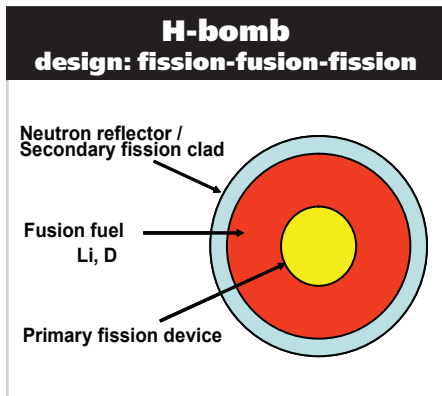 H-bomb
design: fission-fusion-fission
Neutron reflector /
Secondary fission clad
Fusion fuel
Li, D
Primary fission device